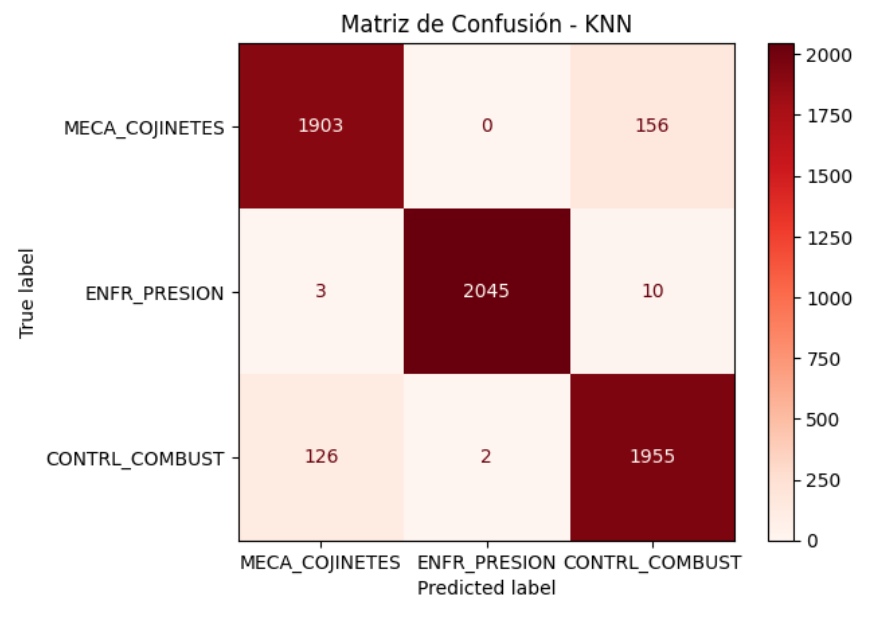 Matriz de Confusión - KNN
True label
MECA_COJINETES
1903
0
156
ENFR_PRESION
3
2045
10
CONTRL_COMBUST
126
2
1955
MECA_COJINETES ENFR_PRESION CONTRL_COMBUST
Predicted label
2000
1750
1500
1250
1000
750
500
250
0